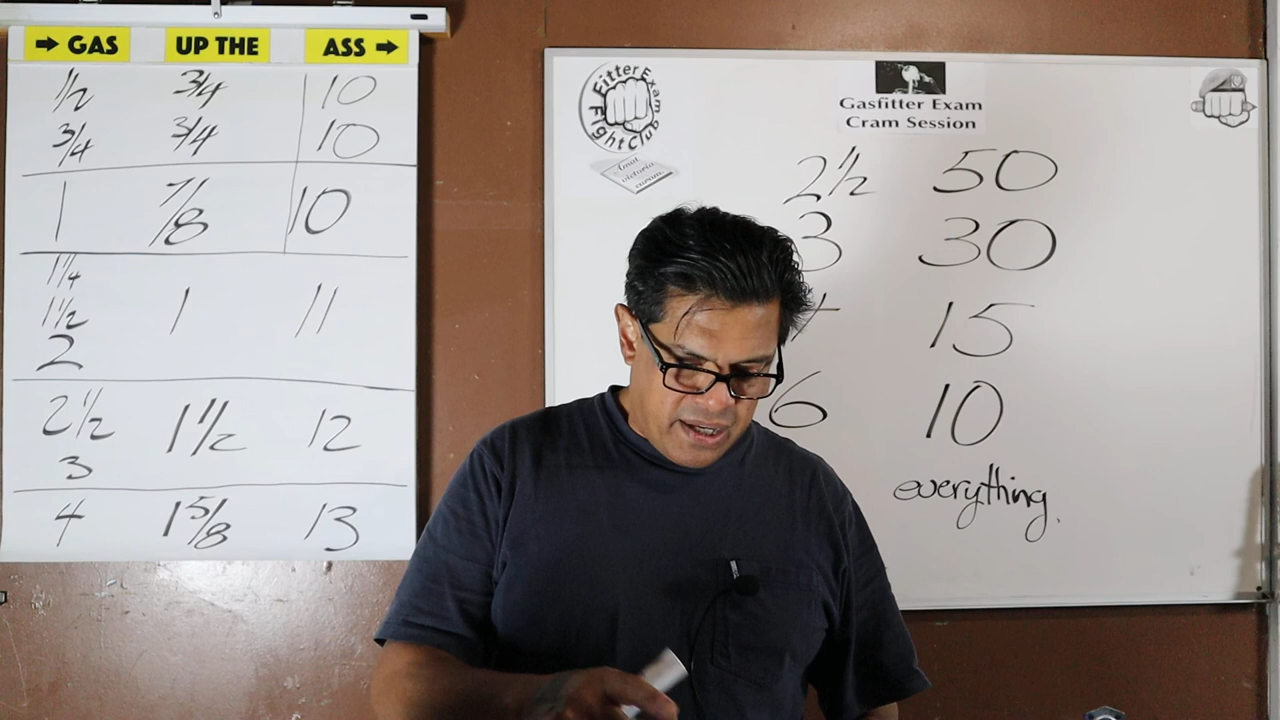 → GAS UP THE ASS →
1/2 3/4 10
3/4 3/4 10
1 7/8 10
1 1/4
1 1/2 1 11
2
2 1/2 1 1/2 12
3
4 1 5/8 13
Fitter Exam
Fight Club
Amat
victoria
curam.
Gasfitter Exam
Cram Session
2 1/2 50
3 30
15
6 10
everything.